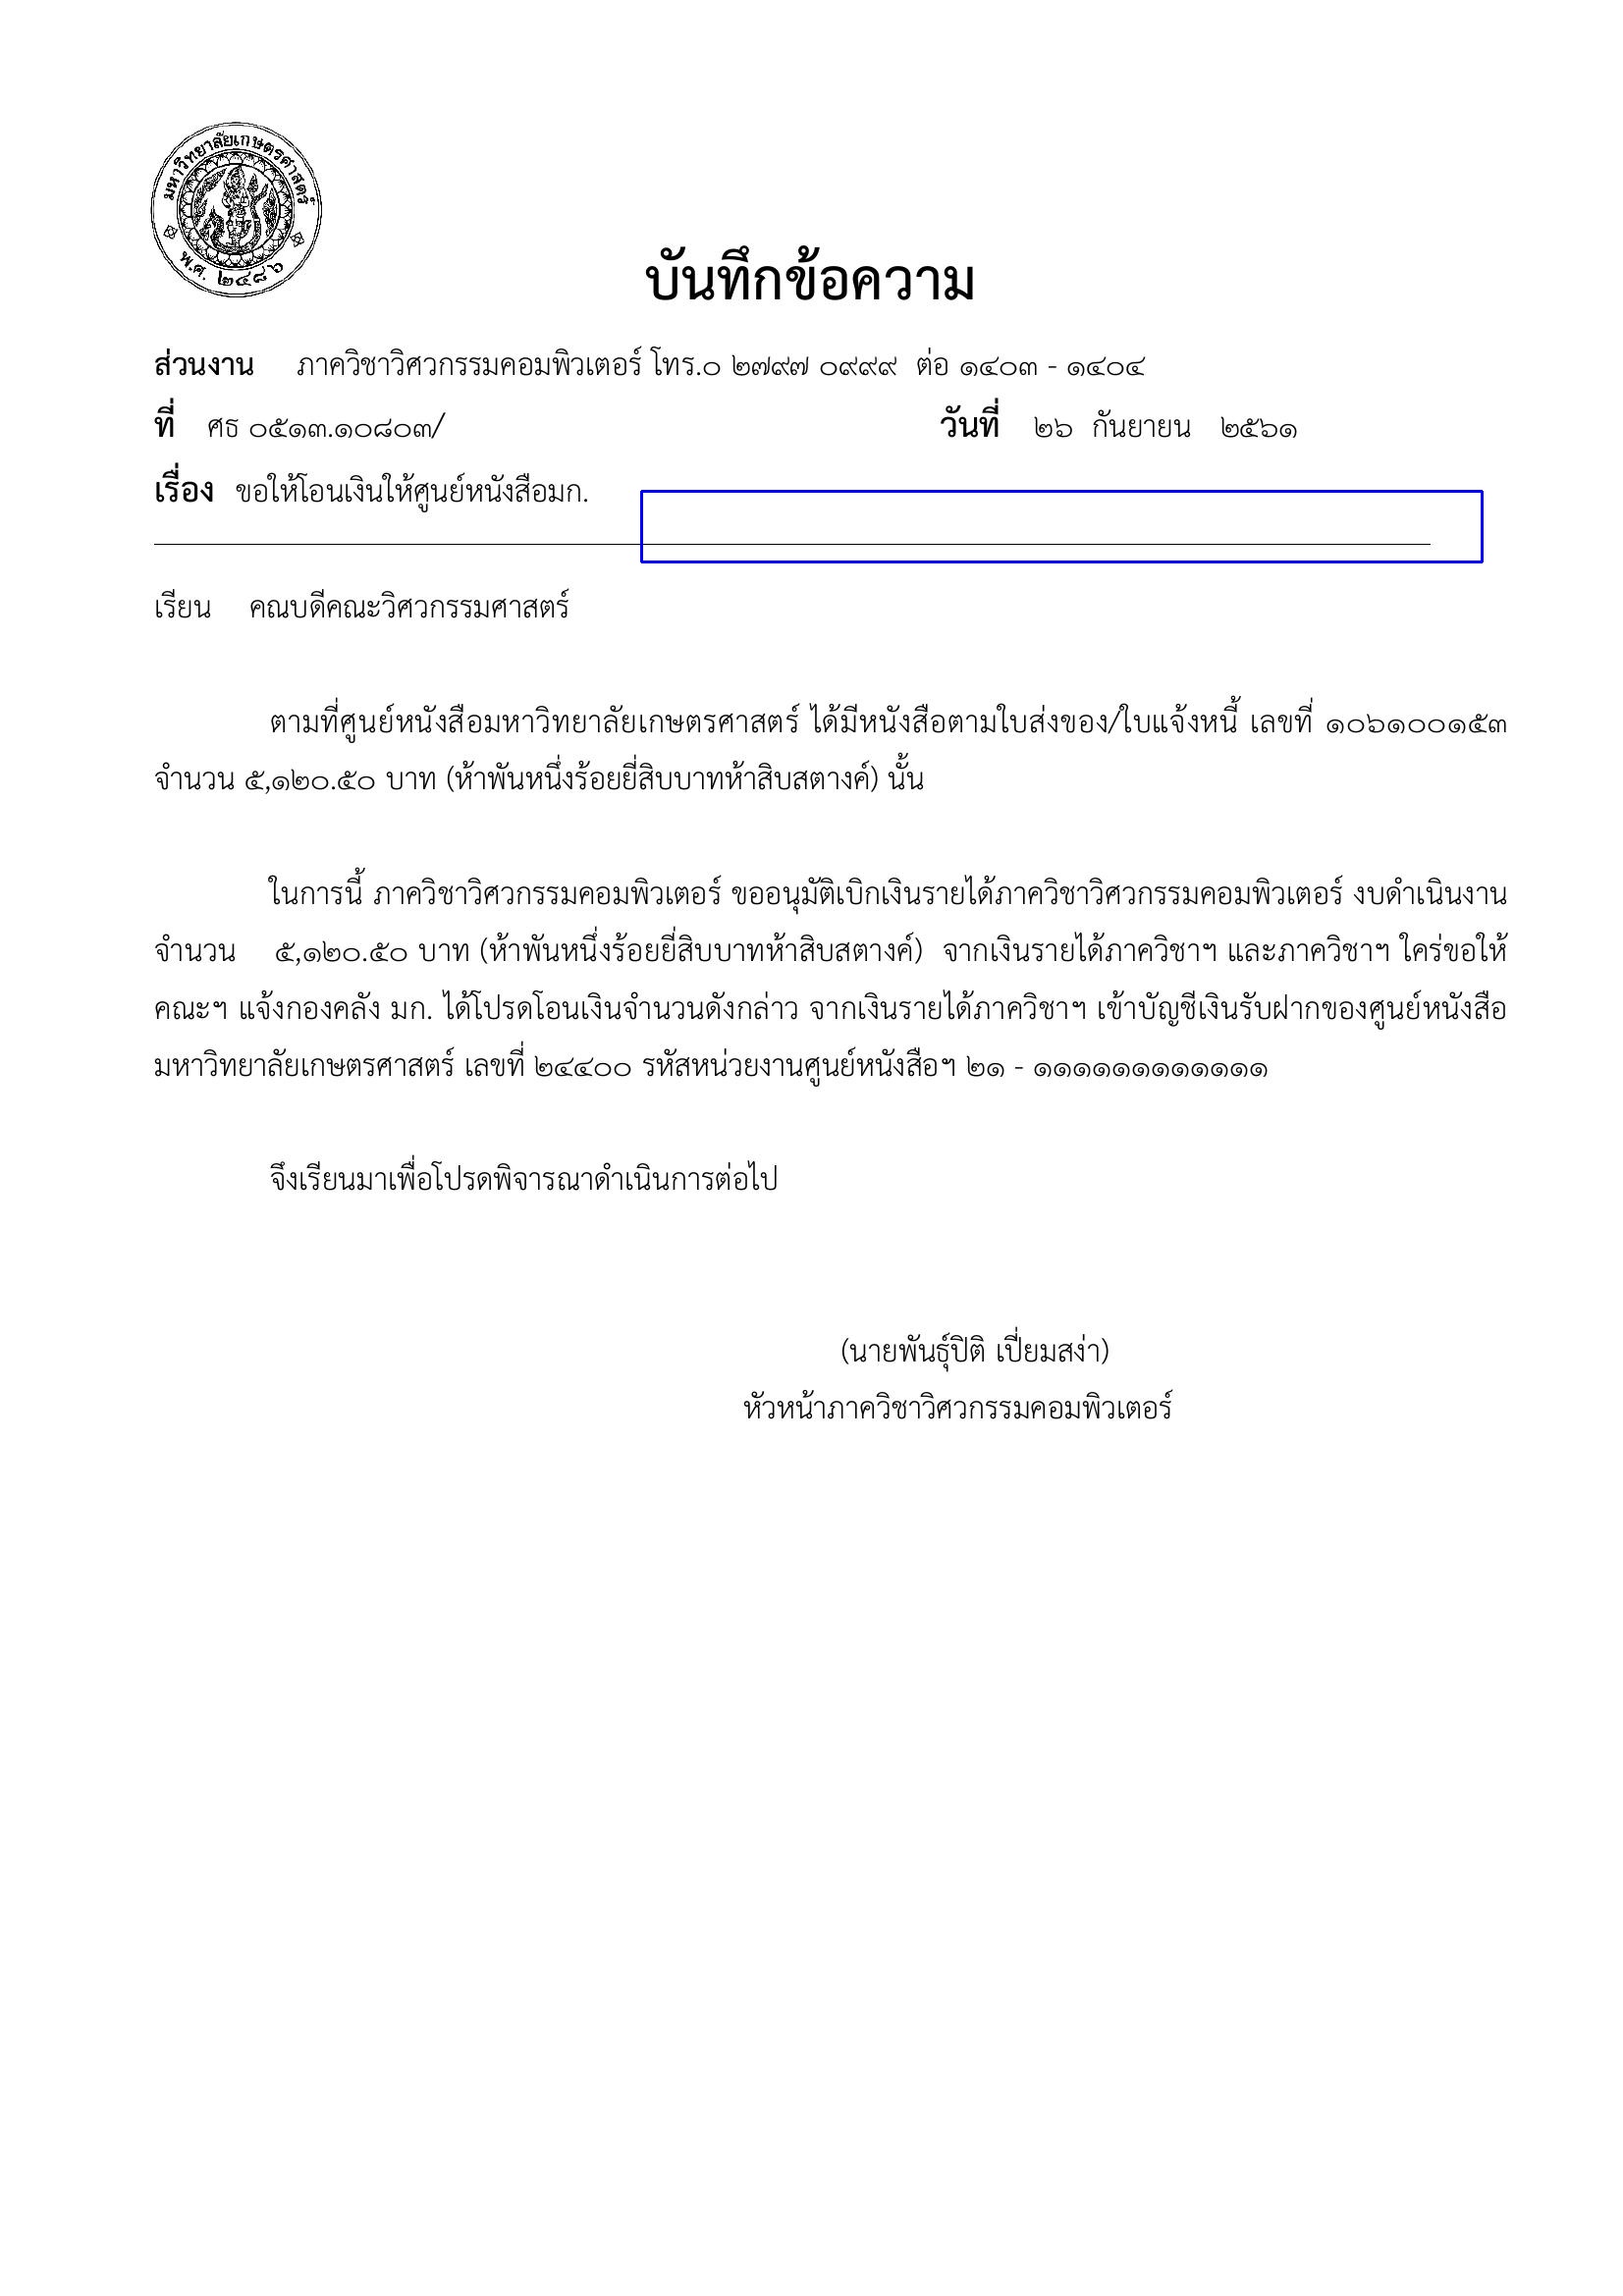 มหาวิทยาลัยเกษตรศาสตร์
พ.ศ. ๒๔๘๖
บันทึกข้อความ
ส่วนงาน ภาควิชาวิศวกรรมคอมพิวเตอร์ โทร.๐ ๒๗๙๗ ๐๙๙๙ ต่อ ๑๔๐๓ - ๑๔๐๔
ที่ ศธ ๐๕๑๓.๑๐๘๐๓/ วันที่ ๒๖ กันยายน ๒๕๖๑
เรื่อง ขอให้โอนเงินให้ศูนย์หนังสือมก.
เรียน คณบดีคณะวิศวกรรมศาสตร์
ตามที่ศูนย์หนังสือมหาวิทยาลัยเกษตรศาสตร์ ได้มีหนังสือตามใบส่งของ/ใบแจ้งหนี้ เลขที่ ๑๐๖๑๐๐๑๕๓
จำนวน ๕,๑๒๐.๕๐ บาท (ห้าพันหนึ่งร้อยยี่สิบบาทห้าสิบสตางค์) นั้น
ในการนี้ ภาควิชาวิศวกรรมคอมพิวเตอร์ ขออนุมัติเบิกเงินรายได้ภาควิชาวิศวกรรมคอมพิวเตอร์ งบดำเนินงาน
จำนวน ๕,๑๒๐.๕๐ บาท (ห้าพันหนึ่งร้อยยี่สิบบาทห้าสิบสตางค์) จากเงินรายได้ภาควิชาฯ และภาควิชาฯ ใคร่ขอให้
คณะฯ แจ้งกองคลัง มก. ได้โปรดโอนเงินจำนวนดังกล่าว จากเงินรายได้ภาควิชาฯ เข้าบัญชีเงินรับฝากของศูนย์หนังสือ
มหาวิทยาลัยเกษตรศาสตร์ เลขที่ ๒๔๔๐๐ รหัสหน่วยงานศูนย์หนังสือฯ ๒๑ - ๑๑๑๑๑๑๑๑๑๑๑๑
จึงเรียนมาเพื่อโปรดพิจารณาดำเนินการต่อไป
(นายพันธุ์ปิติ เปี่ยมสง่า)
หัวหน้าภาควิชาวิศวกรรมคอมพิวเตอร์